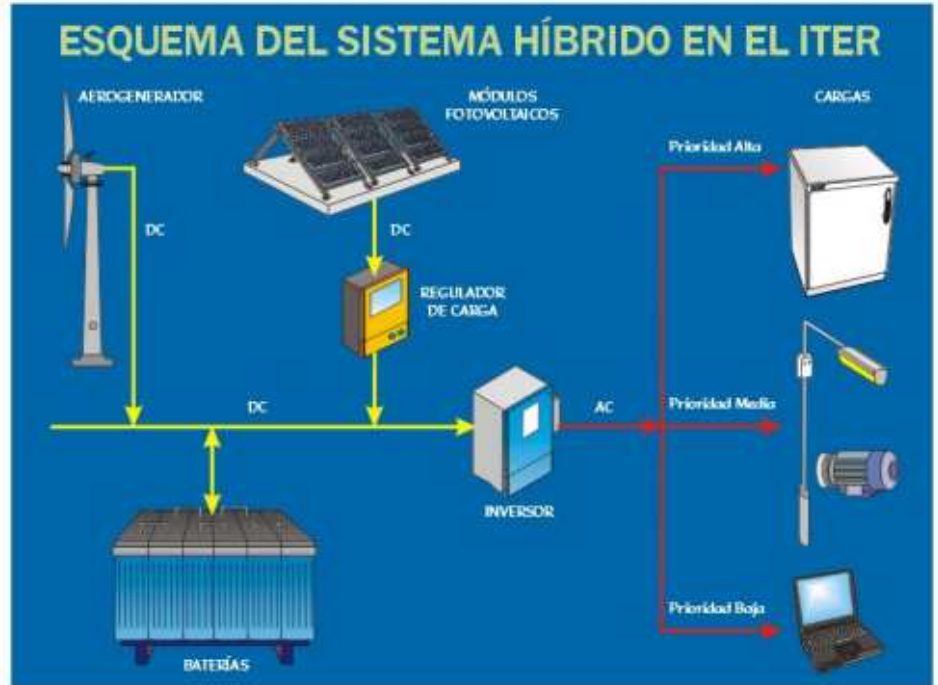 ESQUEMA DEL SISTEMA HÍBRIDO EN EL ITER
AEROGENERADOR
MÓDULOS
FOTOVOLTAICOS
CARGAS
Prioridad Alta
DC
DC
REGULADOR
DE CARGA
DC
AC
Prioridad Media
INVERSOR
Prioridad Baja
BATERÍAS